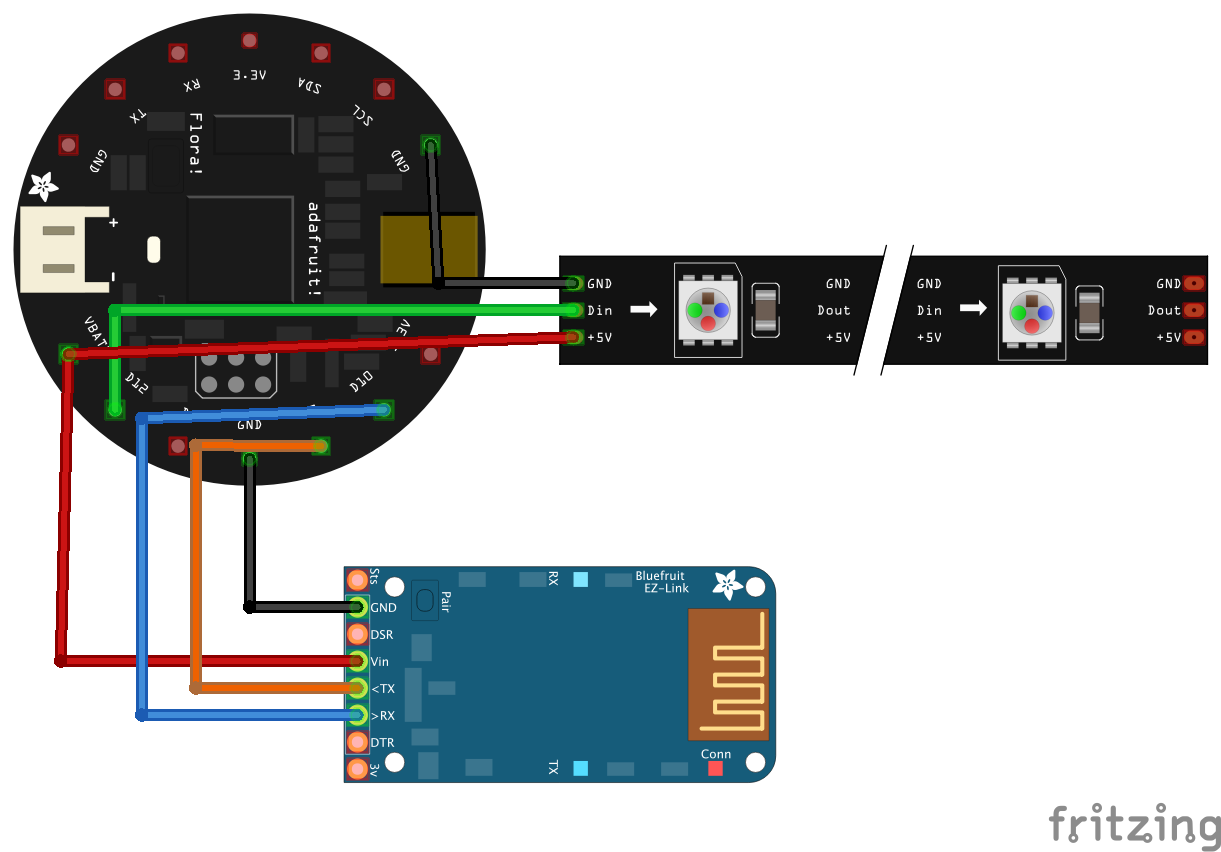 3.3V
RX
SDA
TX
SCL
Flora!
GND
GND
adafruit!
+
-
VBAT
D12
D10
GND
GND
Din
+5V
GND
Dout
+5V
GND
Din
+5V
GND
Dout
+5V
Sts
GND
DSR
Vin
<TX
>RX
DTR
3v
Pair
RX
Bluefruit
EZ-Link
TX
Conn
fritzing